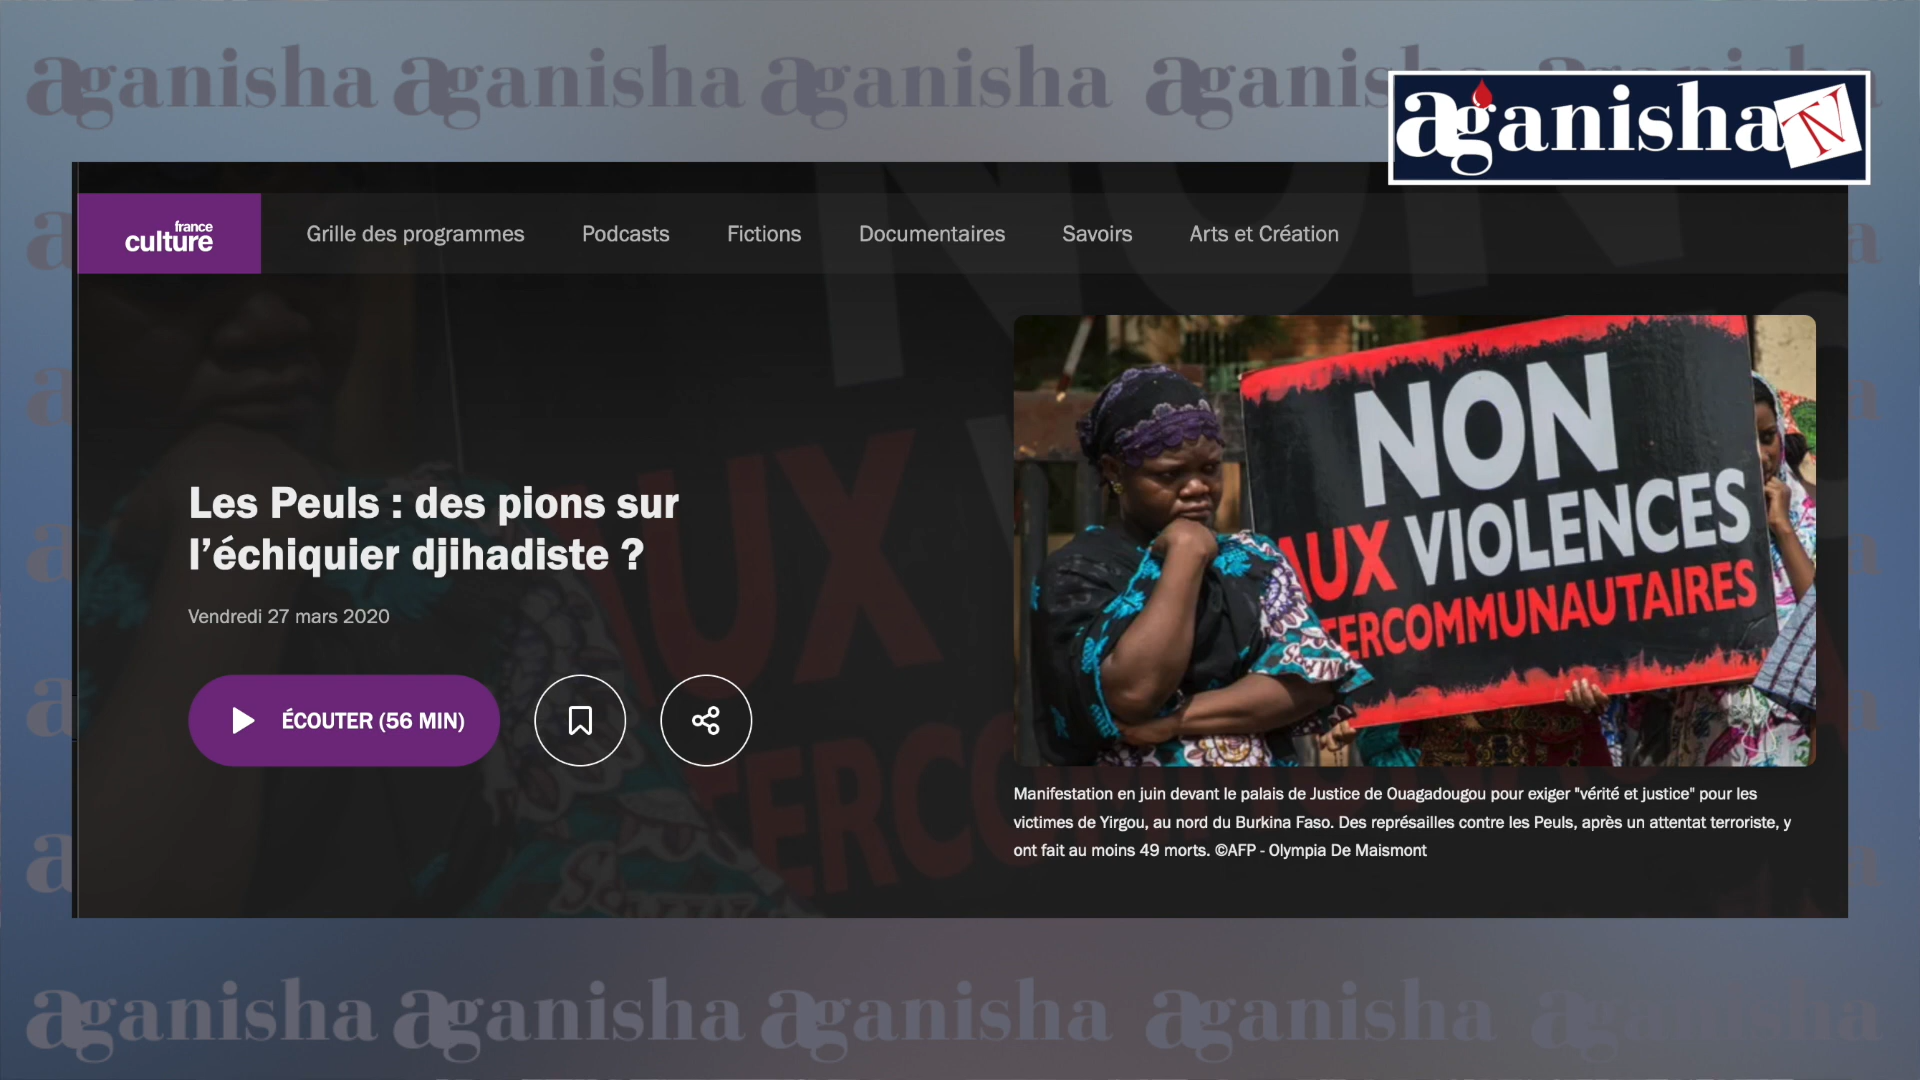 aganisha aganisha aganisha aganisha
aganisha TV
france
culture
Grille des programmes
Podcasts
Fictions
Documentaires
Savoirs
Arts et Création
NON
AUX VIOLENCES
TERCOMMUNAUTAIRES
Les Peuls : des pions sur
l'échiquier djihadiste ?
Vendredi 27 mars 2020
ÉCOUTER (56 MIN)
Manifestation en juin devant le palais de Justice de Ouagadougou pour exiger "vérité et justice" pour les
victimes de Yirgou, au nord du Burkina Faso. Des représailles contre les Peuls, après un attentat terroriste, y
ont fait au moins 49 morts. ©AFP - Olympia De Maismont
aganisha aganisha aganisha aganisha aganisha